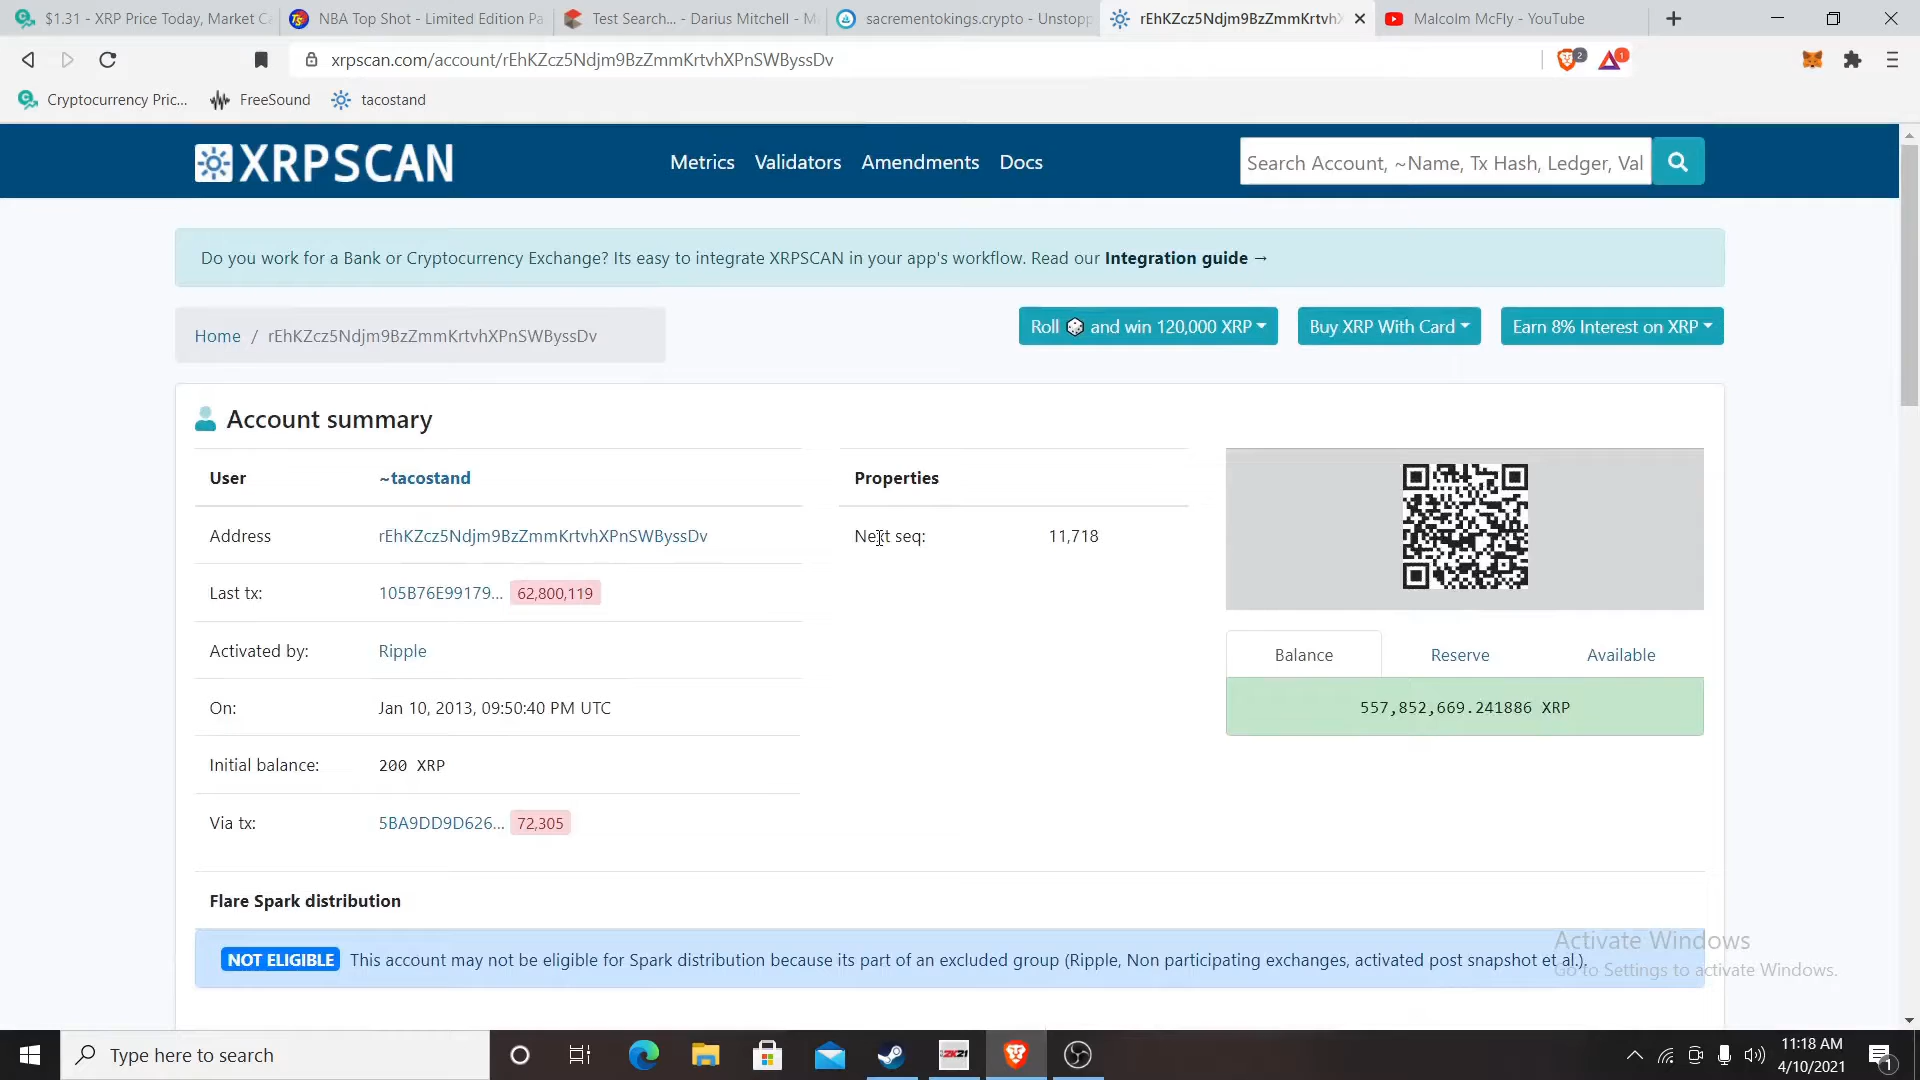 $1.31 - XRP Price Today, Market Ca
NBA Top Shot - Limited Edition Pa
Test Search... - Darius Mitchell - M
sacrementokings.crypto - Unstopp
rEhKZcz5Ndjm9BzZmmKrtvhX
Malcolm McFly - YouTube
xrpscan.com/account/rEhKZcz5Ndjm9BzZmmKrtvhXPnSWByssDv
2
1
Cryptocurrency Pric...
FreeSound
tacostand
XRPSCAN
Metrics
Validators
Amendments
Docs
Search Account, ~Name, Tx Hash, Ledger, Val
Do you work for a Bank or Cryptocurrency Exchange? Its easy to integrate XRPSCAN in your app's workflow. Read our Integration guide →
Home / rEhKZcz5Ndjm9BzZmmKrtvhXPnSWByssDv
Roll and win 120,000 XRP
Buy XRP With Card
Earn 8% Interest on XRP
Account summary
User ~tacostand
Address rEhKZcz5Ndjm9BzZmmKrtvhXPnSWByssDv
Last tx: 105B76E99179... 62,800,119
Activated by: Ripple
On: Jan 10, 2013, 09:50:40 PM UTC
Initial balance: 200 XRP
Via tx: 5BA9DD9D626... 72,305
Properties
Next seq: 11,718
Balance
Reserve
Available
557,852,669.241886 XRP
Flare Spark distribution
NOT ELIGIBLE This account may not be eligible for Spark distribution because its part of an excluded group (Ripple, Non participating exchanges, activated post snapshot et al.).
Activate Windows
Go to Settings to activate Windows.
Type here to search
2K21
11:18 AM
4/10/2021
1